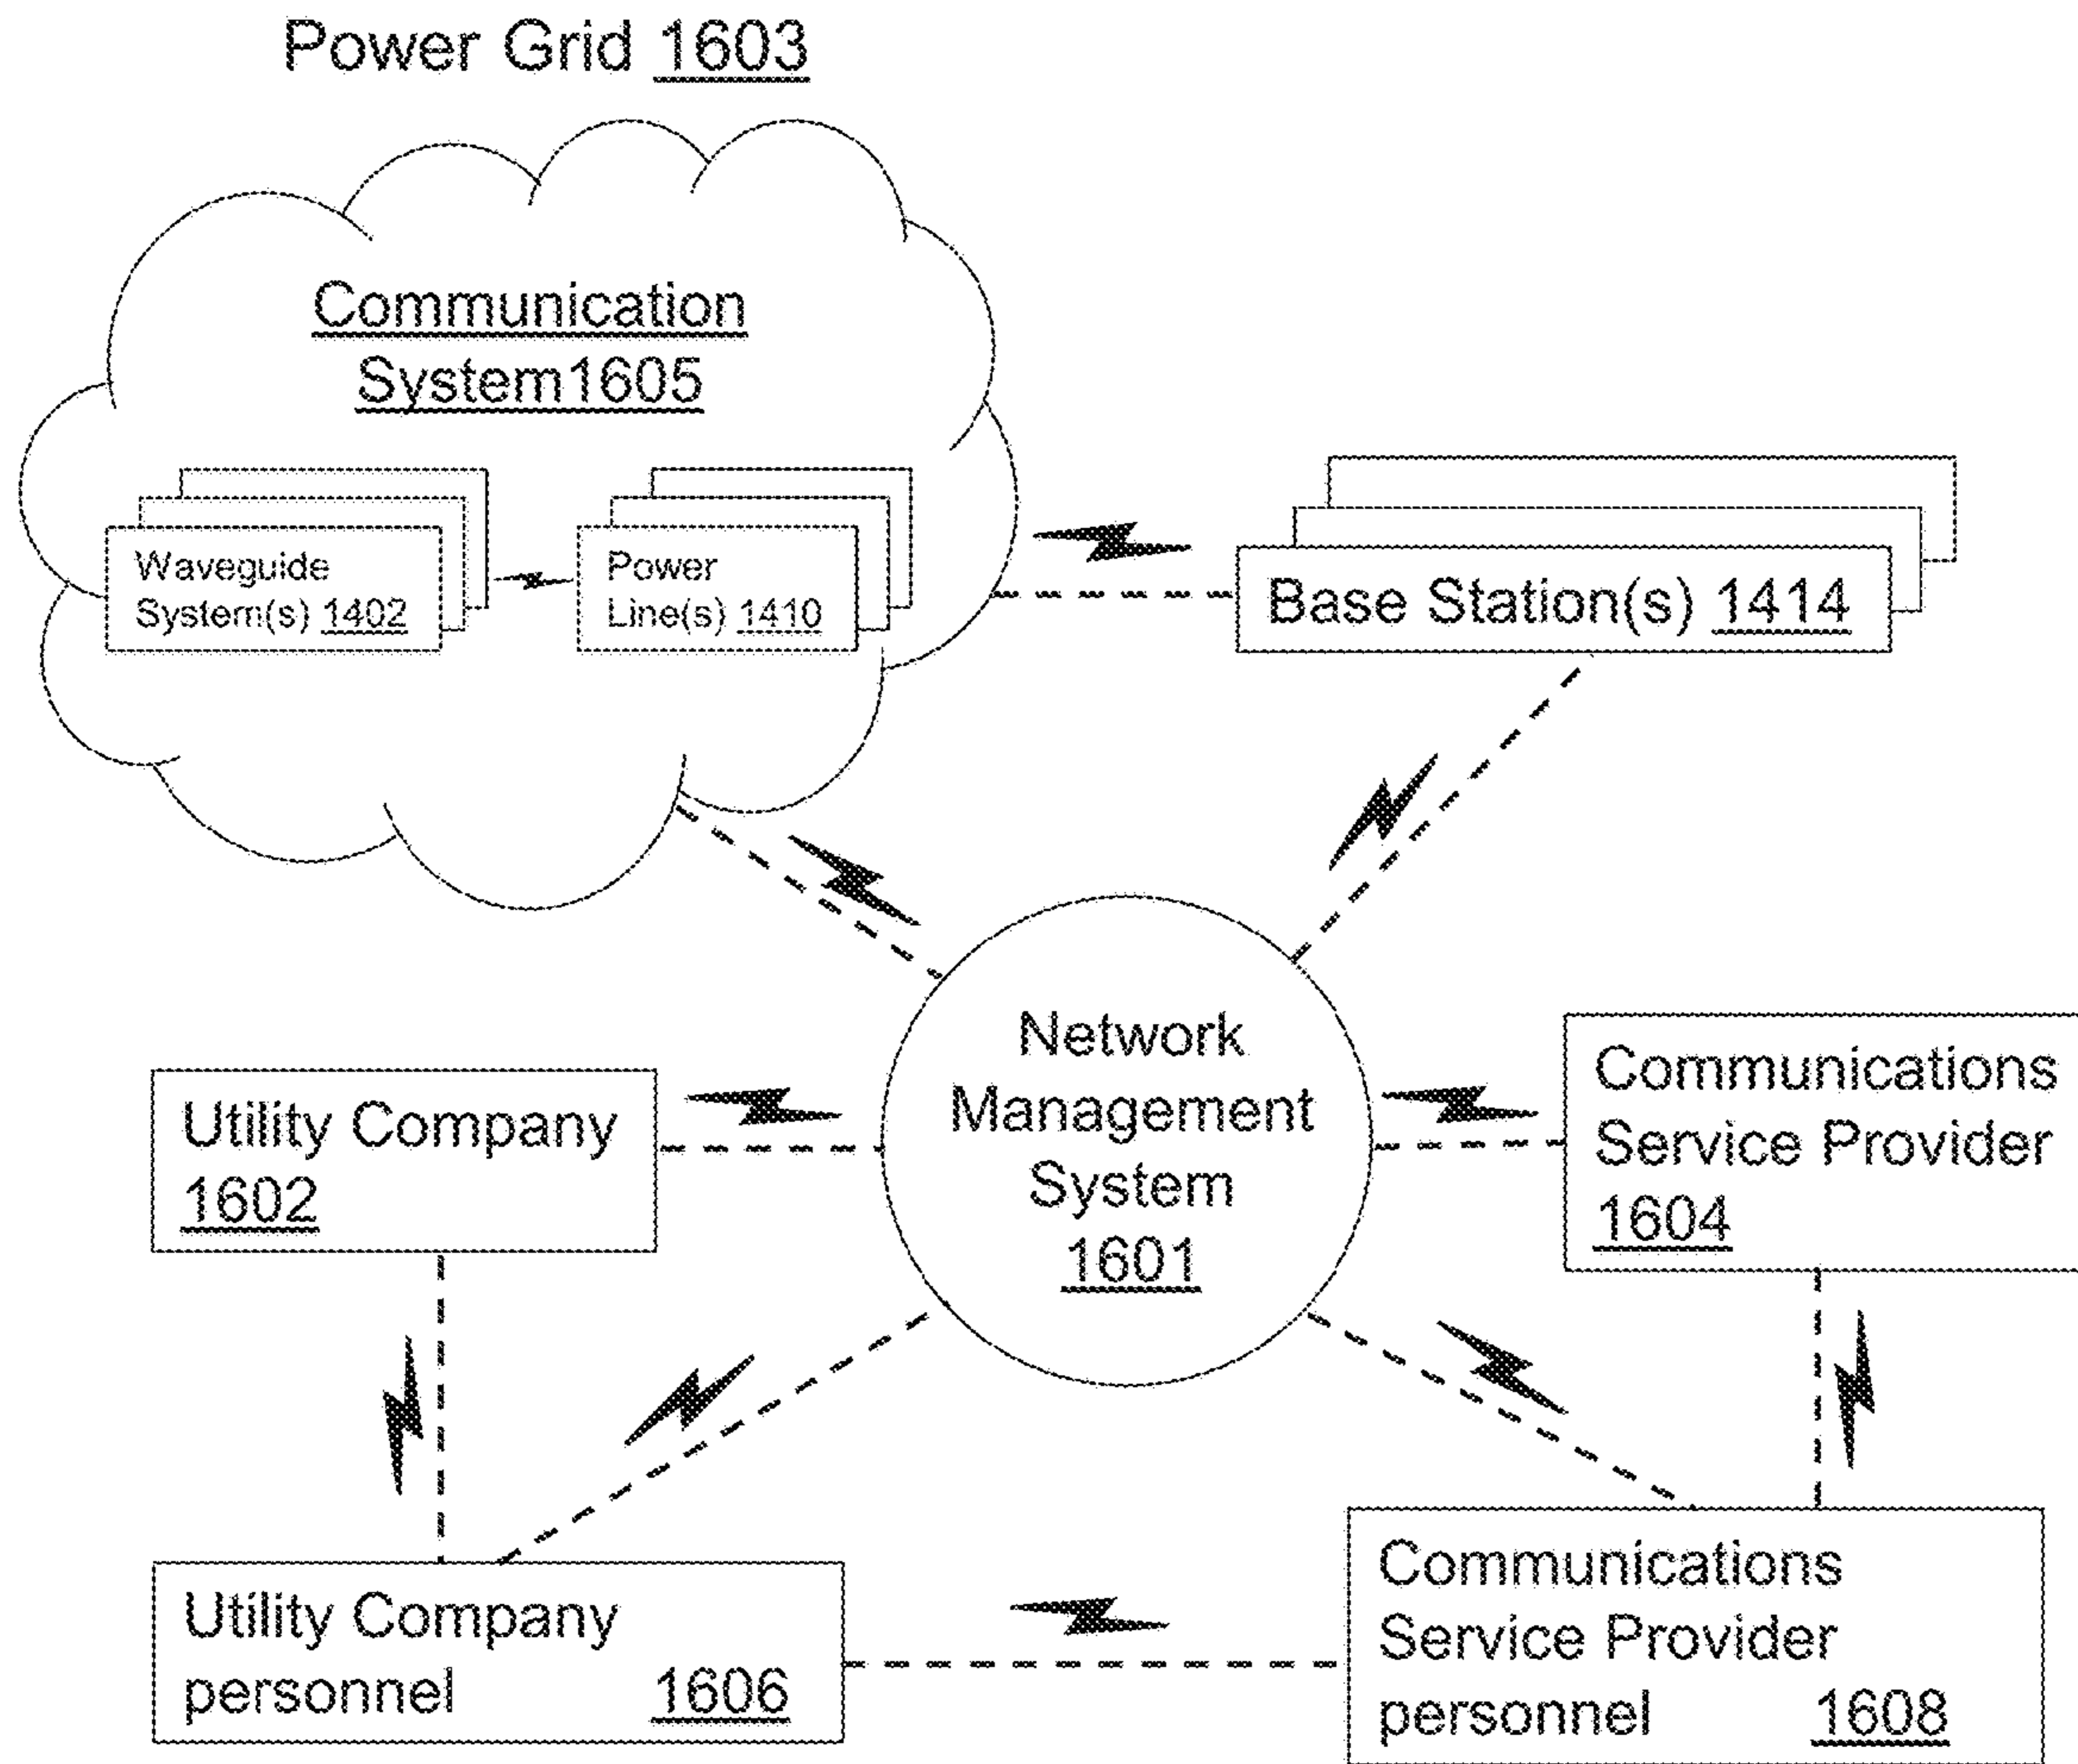 Power Grid 1603
Communication
System1605
Waveguide
System(s) 1402
Power
Line(s) 1410
Base Station(s) 1414
Network
Management
System
1601
Utility Company
1602
Communications
Service Provider
1604
Utility Company
personnel 1606
Communications
Service Provider
personnel 1608